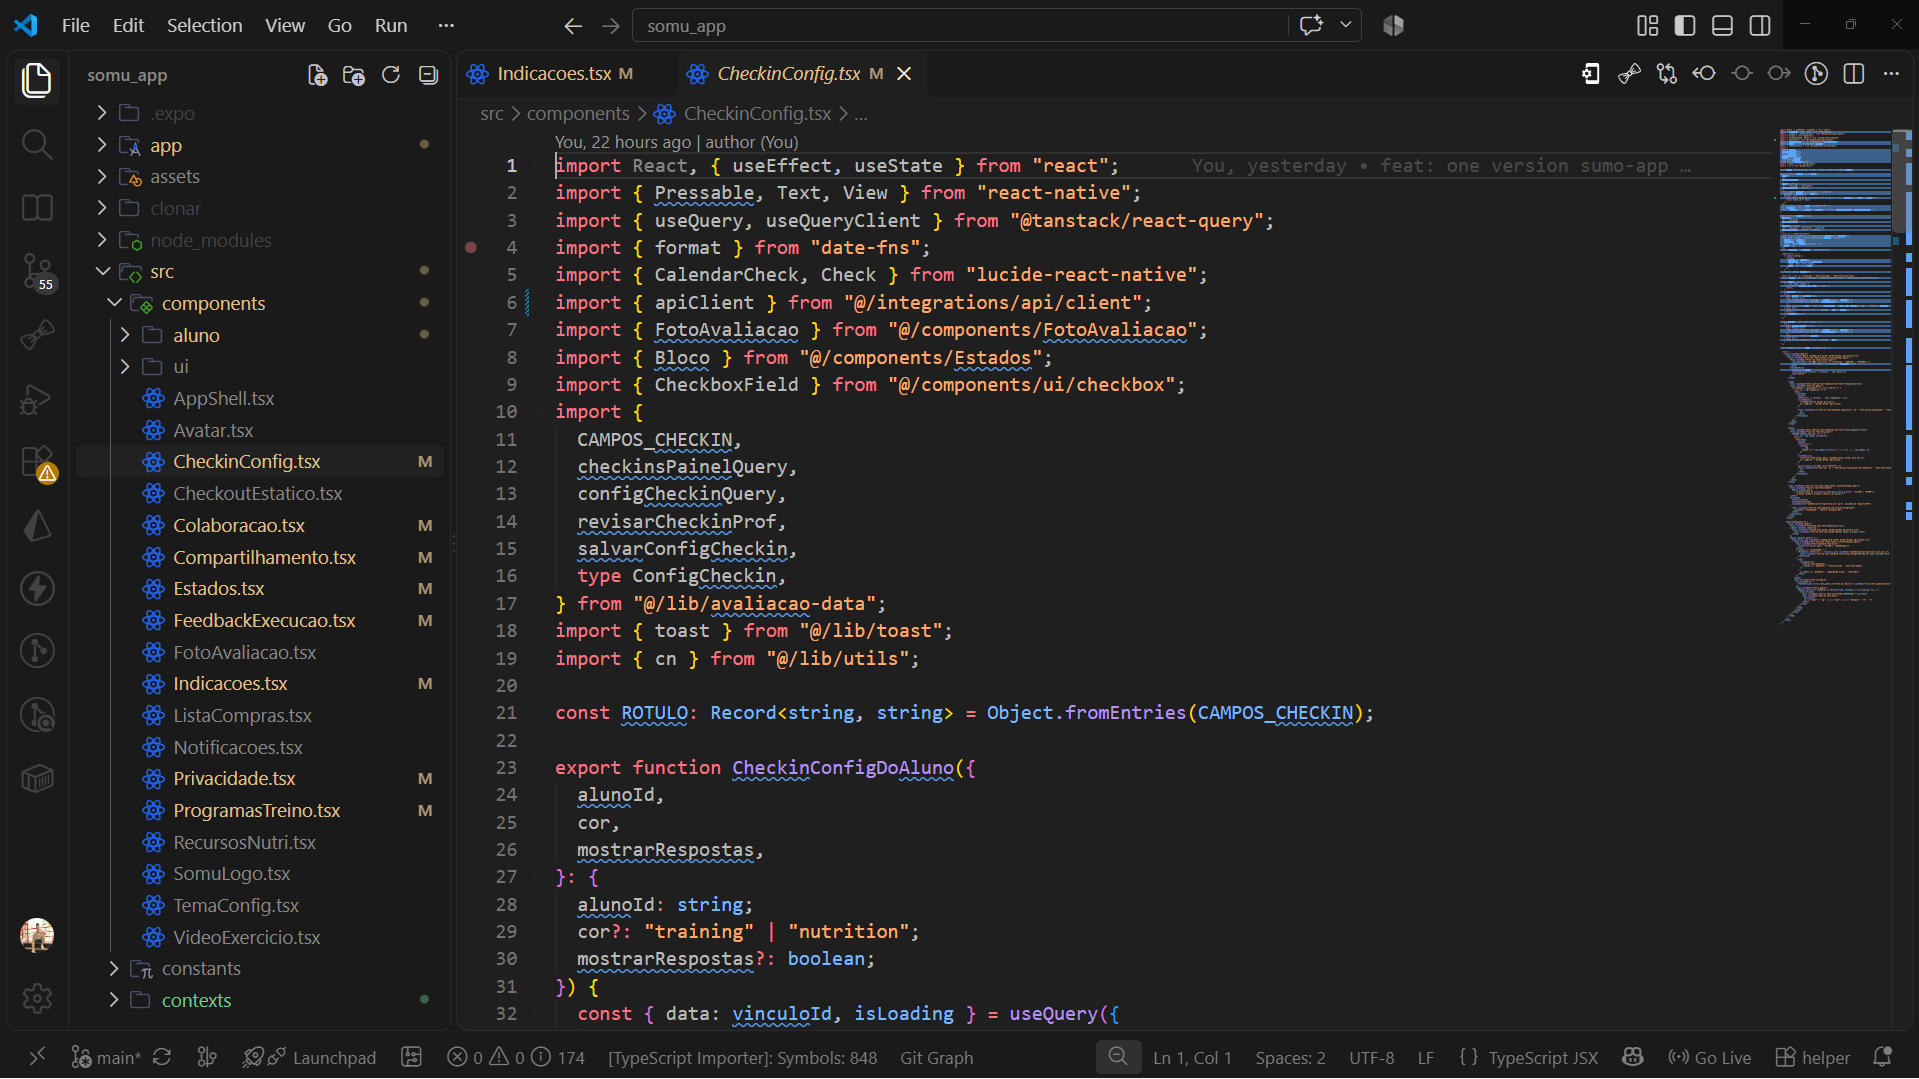 File Edit Selection View Go Run ···
somu_app
somu_app
.expo
app
assets
clonar
node_modules
src
components
aluno
ui
AppShell.tsx
Avatar.tsx
CheckinConfig.tsx M
CheckoutEstatico.tsx
Colaboracao.tsx M
Compartilhamento.tsx M
Estados.tsx M
FeedbackExecucao.tsx M
FotoAvaliacao.tsx
Indicacoes.tsx M
ListaCompras.tsx
Notificacoes.tsx
Privacidade.tsx M
ProgramasTreino.tsx M
RecursosNutri.tsx
SomuLogo.tsx
TemaConfig.tsx
VideoExercicio.tsx
constants
contexts
55
Indicacoes.tsx M CheckinConfig.tsx M
src > components > CheckinConfig.tsx > ...
You, 22 hours ago | author (You)
1 import React, { useEffect, useState } from "react"; You, yesterday • feat: one version sumo-app …
2 import { Pressable, Text, View } from "react-native";
3 import { useQuery, useQueryClient } from "@tanstack/react-query";
4 import { format } from "date-fns";
5 import { CalendarCheck, Check } from "lucide-react-native";
6 import { apiClient } from "@/integrations/api/client";
7 import { FotoAvaliacao } from "@/components/FotoAvaliacao";
8 import { Bloco } from "@/components/Estados";
9 import { CheckboxField } from "@/components/ui/checkbox";
10 import {
11 CAMPOS_CHECKIN,
12 checkinsPainelQuery,
13 configCheckinQuery,
14 revisarCheckinProf,
15 salvarConfigCheckin,
16 type ConfigCheckin,
17 } from "@/lib/avaliacao-data";
18 import { toast } from "@/lib/toast";
19 import { cn } from "@/lib/utils";
20
21 const ROTULO: Record<string, string> = Object.fromEntries(CAMPOS_CHECKIN);
22
23 export function CheckinConfigDoAluno({
24 alunoId,
25 cor,
26 mostrarRespostas,
27 }: {
28 alunoId: string;
29 cor?: "training" | "nutrition";
30 mostrarRespostas?: boolean;
31 }) {
32 const { data: vinculoId, isLoading } = useQuery({
main* Launchpad 0 0 174 [TypeScript Importer]: Symbols: 848 Git Graph Ln 1, Col 1 Spaces: 2 UTF-8 LF { } TypeScript JSX Go Live helper